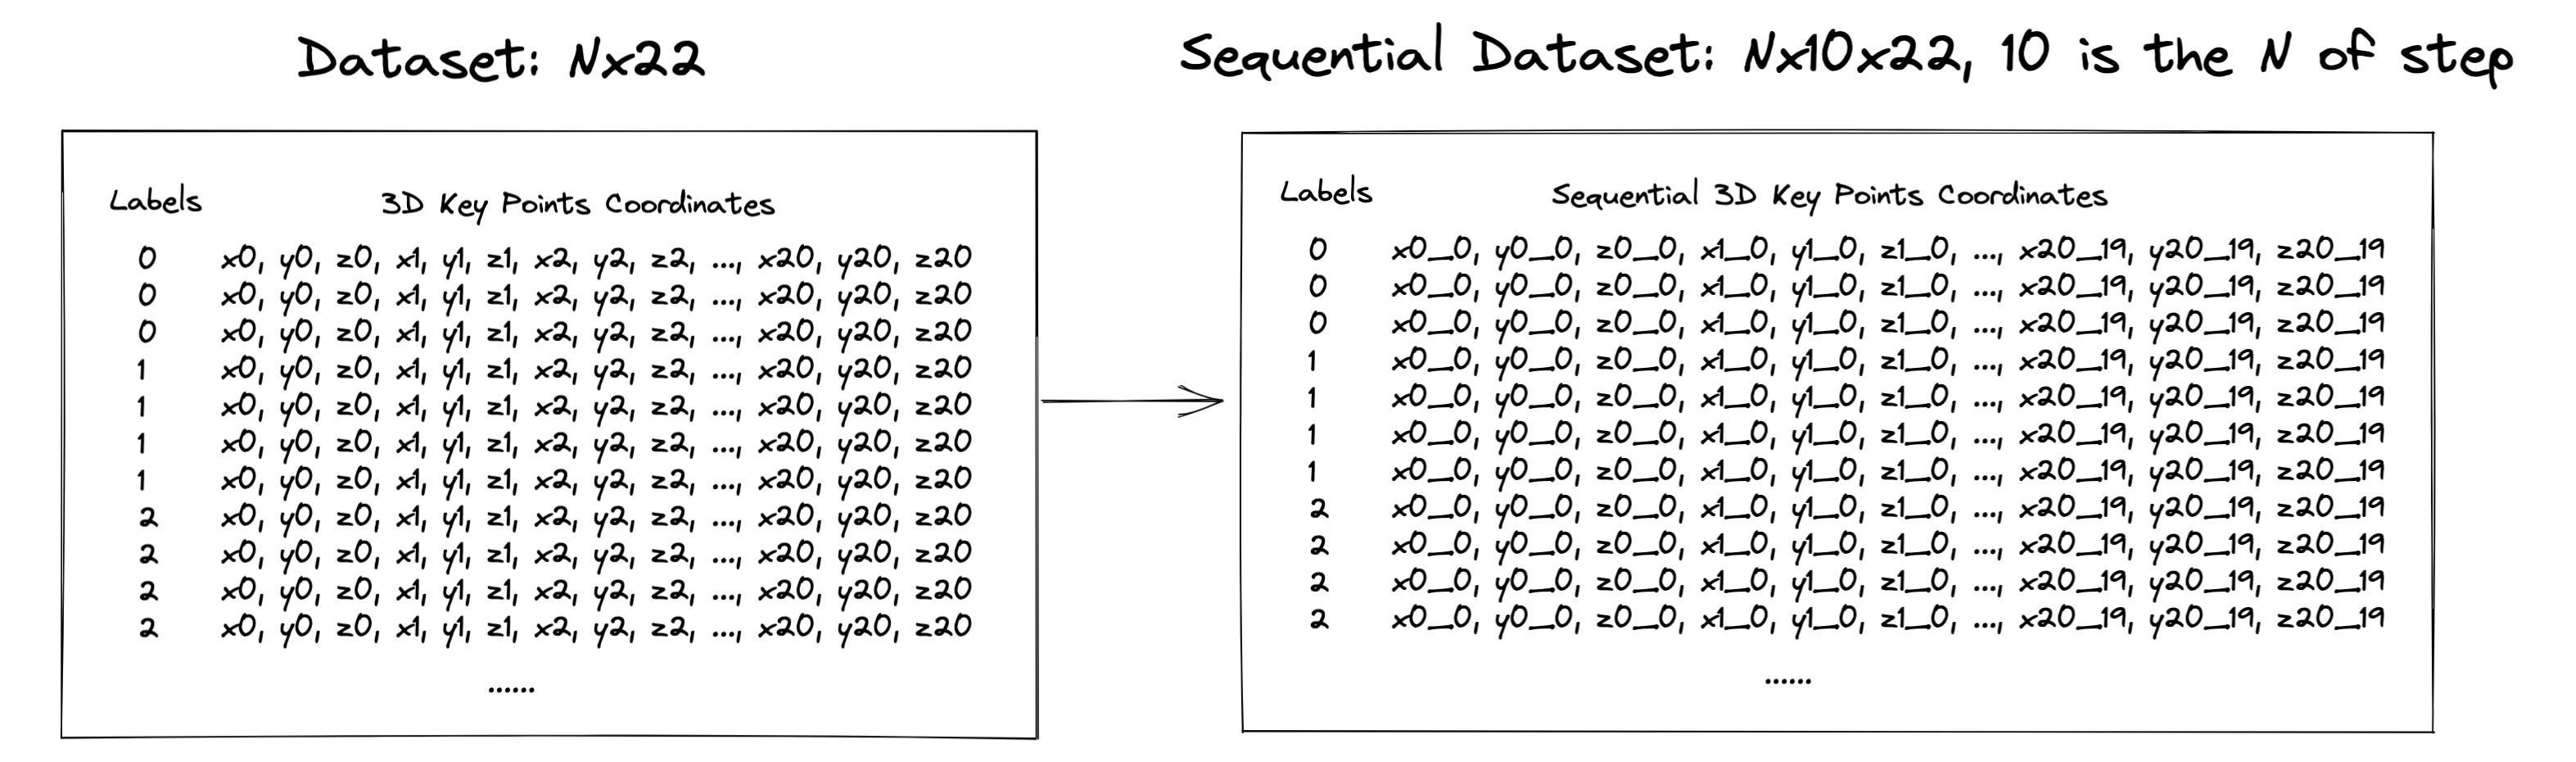 Dataset: Nx22
Labels 3D Key Points Coordinates
0 x0, y0, z0, x1, y1, z1, x2, y2, z2, ..., x20, y20, z20
0 x0, y0, z0, x1, y1, z1, x2, y2, z2, ..., x20, y20, z20
0 x0, y0, z0, x1, y1, z1, x2, y2, z2, ..., x20, y20, z20
1 x0, y0, z0, x1, y1, z1, x2, y2, z2, ..., x20, y20, z20
1 x0, y0, z0, x1, y1, z1, x2, y2, z2, ..., x20, y20, z20
1 x0, y0, z0, x1, y1, z1, x2, y2, z2, ..., x20, y20, z20
1 x0, y0, z0, x1, y1, z1, x2, y2, z2, ..., x20, y20, z20
2 x0, y0, z0, x1, y1, z1, x2, y2, z2, ..., x20, y20, z20
2 x0, y0, z0, x1, y1, z1, x2, y2, z2, ..., x20, y20, z20
2 x0, y0, z0, x1, y1, z1, x2, y2, z2, ..., x20, y20, z20
2 x0, y0, z0, x1, y1, z1, x2, y2, z2, ..., x20, y20, z20
......
Sequential Dataset: Nx10x22, 10 is the N of step
Labels Sequential 3D Key Points Coordinates
0 x0_0, y0_0, z0_0, x1_0, y1_0, z1_0, ..., x20_19, y20_19, z20_19
0 x0_0, y0_0, z0_0, x1_0, y1_0, z1_0, ..., x20_19, y20_19, z20_19
0 x0_0, y0_0, z0_0, x1_0, y1_0, z1_0, ..., x20_19, y20_19, z20_19
1 x0_0, y0_0, z0_0, x1_0, y1_0, z1_0, ..., x20_19, y20_19, z20_19
1 x0_0, y0_0, z0_0, x1_0, y1_0, z1_0, ..., x20_19, y20_19, z20_19
1 x0_0, y0_0, z0_0, x1_0, y1_0, z1_0, ..., x20_19, y20_19, z20_19
1 x0_0, y0_0, z0_0, x1_0, y1_0, z1_0, ..., x20_19, y20_19, z20_19
2 x0_0, y0_0, z0_0, x1_0, y1_0, z1_0, ..., x20_19, y20_19, z20_19
2 x0_0, y0_0, z0_0, x1_0, y1_0, z1_0, ..., x20_19, y20_19, z20_19
2 x0_0, y0_0, z0_0, x1_0, y1_0, z1_0, ..., x20_19, y20_19, z20_19
2 x0_0, y0_0, z0_0, x1_0, y1_0, z1_0, ..., x20_19, y20_19, z20_19
......